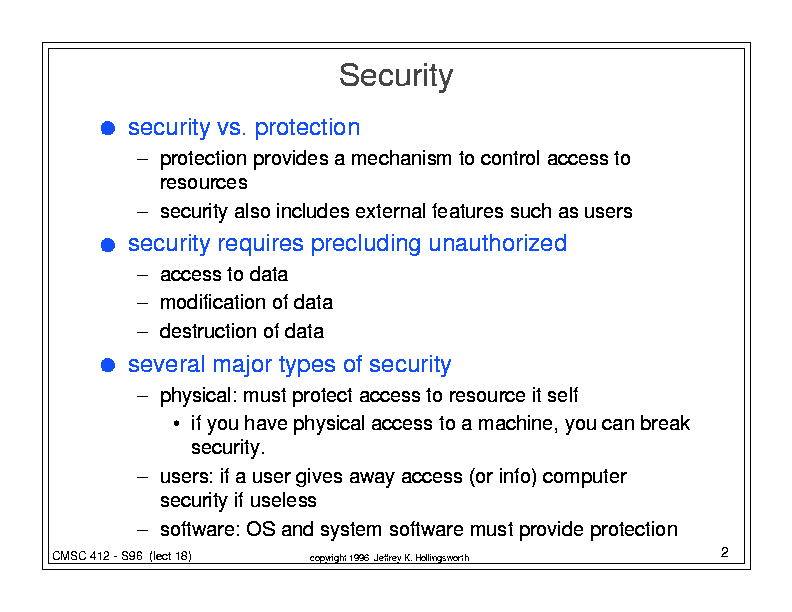 Security
● security vs. protection
– protection provides a mechanism to control access to
resources
– security also includes external features such as users
● security requires precluding unauthorized
– access to data
– modification of data
– destruction of data
● several major types of security
– physical: must protect access to resource it self
• if you have physical access to a machine, you can break
security.
– users: if a user gives away access (or info) computer
security if useless
– software: OS and system software must provide protection
CMSC 412 - S96 (lect 18)
copyright 1996 Jeffrey K. Hollingsworth
2